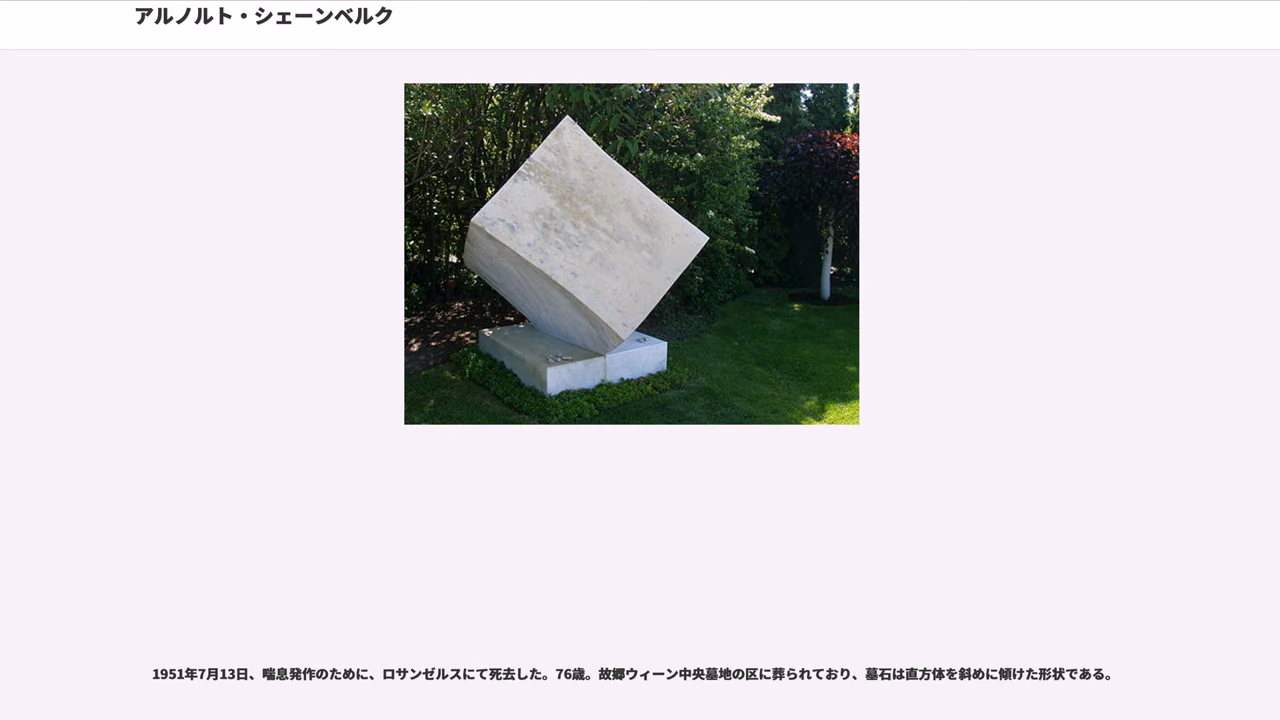 アルノルト・シェーンベルク
1951年7月13日、喘息発作のために、ロサンゼルスにて死去した。76歳。故郷ウィーン中央墓地の区に葬られており、墓石は直方体を斜めに傾けた形状である。